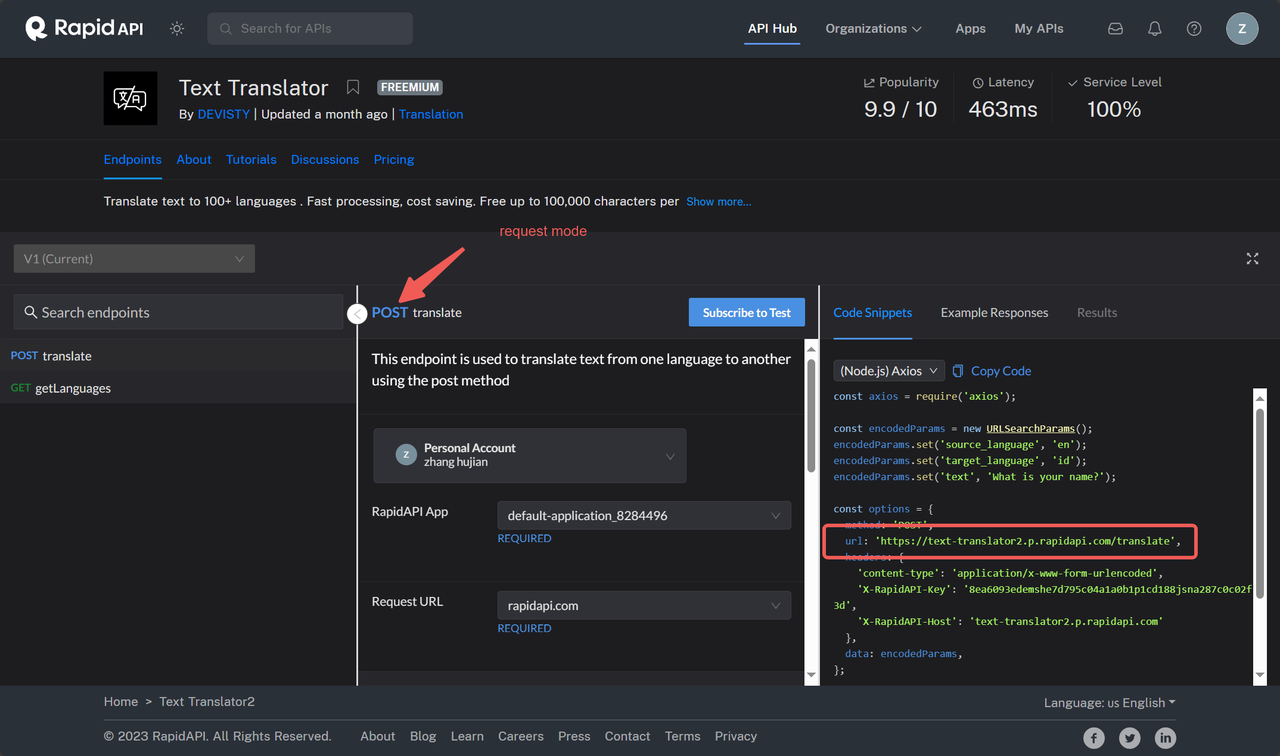 Rapid API
Search for APIs
API Hub
Organizations
Apps
My APIs
Z
Text Translator
FREEMIUM
By DEVISTY | Updated a month ago | Translation
Popularity
9.9 / 10
Latency
463ms
Service Level
100%
Endpoints
About
Tutorials
Discussions
Pricing
Translate text to 100+ languages . Fast processing, cost saving. Free up to 100,000 characters per Show more...
request mode
V1 (Current)
Search endpoints
POST translate
GET getLanguages
POST translate
Subscribe to Test
This endpoint is used to translate text from one language to another
using the post method
Z
Personal Account
zhang hujian
RapidAPI App
default-application_8284496
REQUIRED
Request URL
rapidapi.com
REQUIRED
Code Snippets
Example Responses
Results
(Node.js) Axios
Copy Code
const axios = require('axios');
const encodedParams = new URLSearchParams();
encodedParams.set('source_language', 'en');
encodedParams.set('target_language', 'id');
encodedParams.set('text', 'What is your name?');
const options = {
method: 'POST',
url: 'https://text-translator2.p.rapidapi.com/translate',
headers: {
'content-type': 'application/x-www-form-urlencoded',
'X-RapidAPI-Key': '8ea6093edemshe7d795c04a1a0b1p1cd188jsna287c0c02f
3d',
'X-RapidAPI-Host': 'text-translator2.p.rapidapi.com'
},
data: encodedParams,
};
Home > Text Translator2
Language: us English
© 2023 RapidAPI. All Rights Reserved.
About
Blog
Learn
Careers
Press
Contact
Terms
Privacy